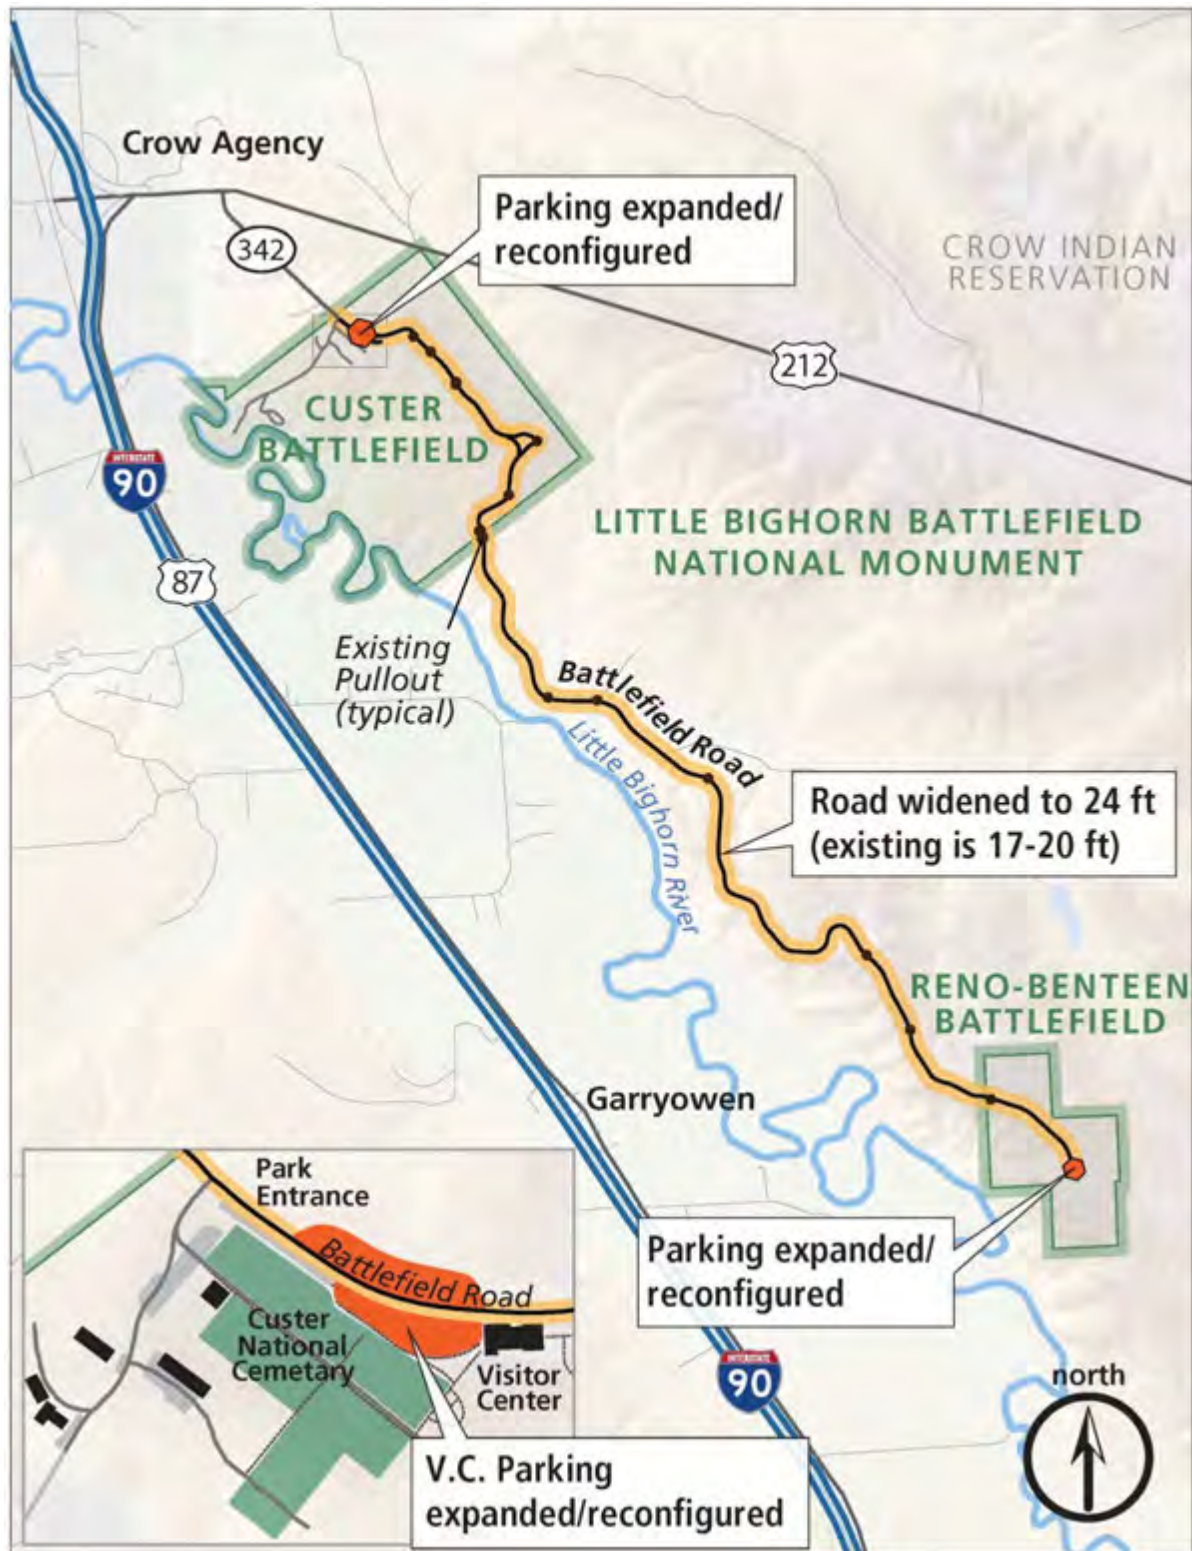 Crow Agency
342
Parking expanded/
reconfigured
CROW INDIAN
RESERVATION
212
CUSTER
BATTLEFIELD
INTERSTATE
90
87
LITTLE BIGHORN BATTLEFIELD
NATIONAL MONUMENT
Existing
Pullout
(typical)
Battlefield Road
Little Bighorn River
Road widened to 24 ft
(existing is 17-20 ft)
RENO-BENTEEN
BATTLEFIELD
Garryowen
Parking expanded/
reconfigured
90
north
Park
Entrance
Battlefield Road
Custer
National
Cemetary
Visitor
Center
V.C. Parking
expanded/reconfigured